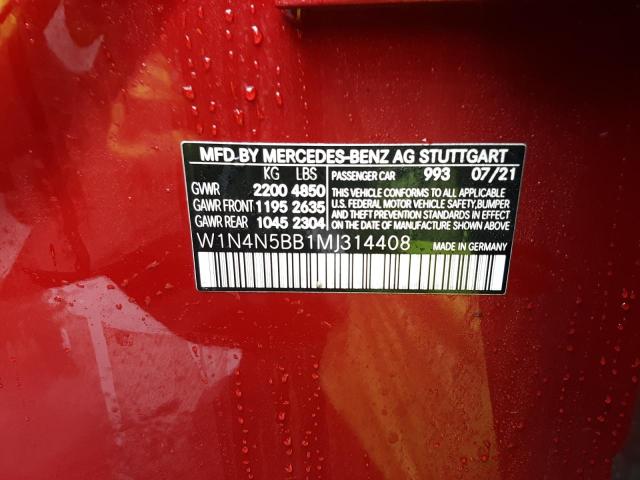 MFD BY MERCEDES-BENZ AG STUTTGART
KG LBS PASSENGER CAR 993 07/21
GVWR 2200 4850
GAWR FRONT 1195 2635
GAWR REAR 1045 2304
THIS VEHICLE CONFORMS TO ALL APPLICABLE
U.S. FEDERAL MOTOR VEHICLE SAFETY,BUMPER
AND THEFT PREVENTION STANDARDS IN EFFECT
ON THE DATE OF MANUFACTURE SHOWN ABOVE.
W1N4N5BB1MJ314408 MADE IN GERMANY